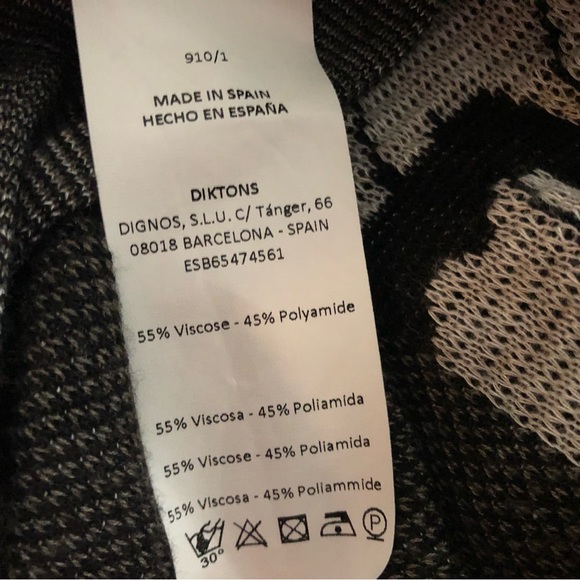 910/1
MADE IN SPAIN
HECHO EN ESPAÑA
DIKTONS
DIGNOS, S.L.U. C/ Tánger, 66
08018 BARCELONA - SPAIN
ESB65474561
55% Viscose - 45% Polyamide
55% Viscosa - 45% Poliamida
55% Viscose - 45% Poliamida
55% Viscosa - 45% Poliammide
30°
P